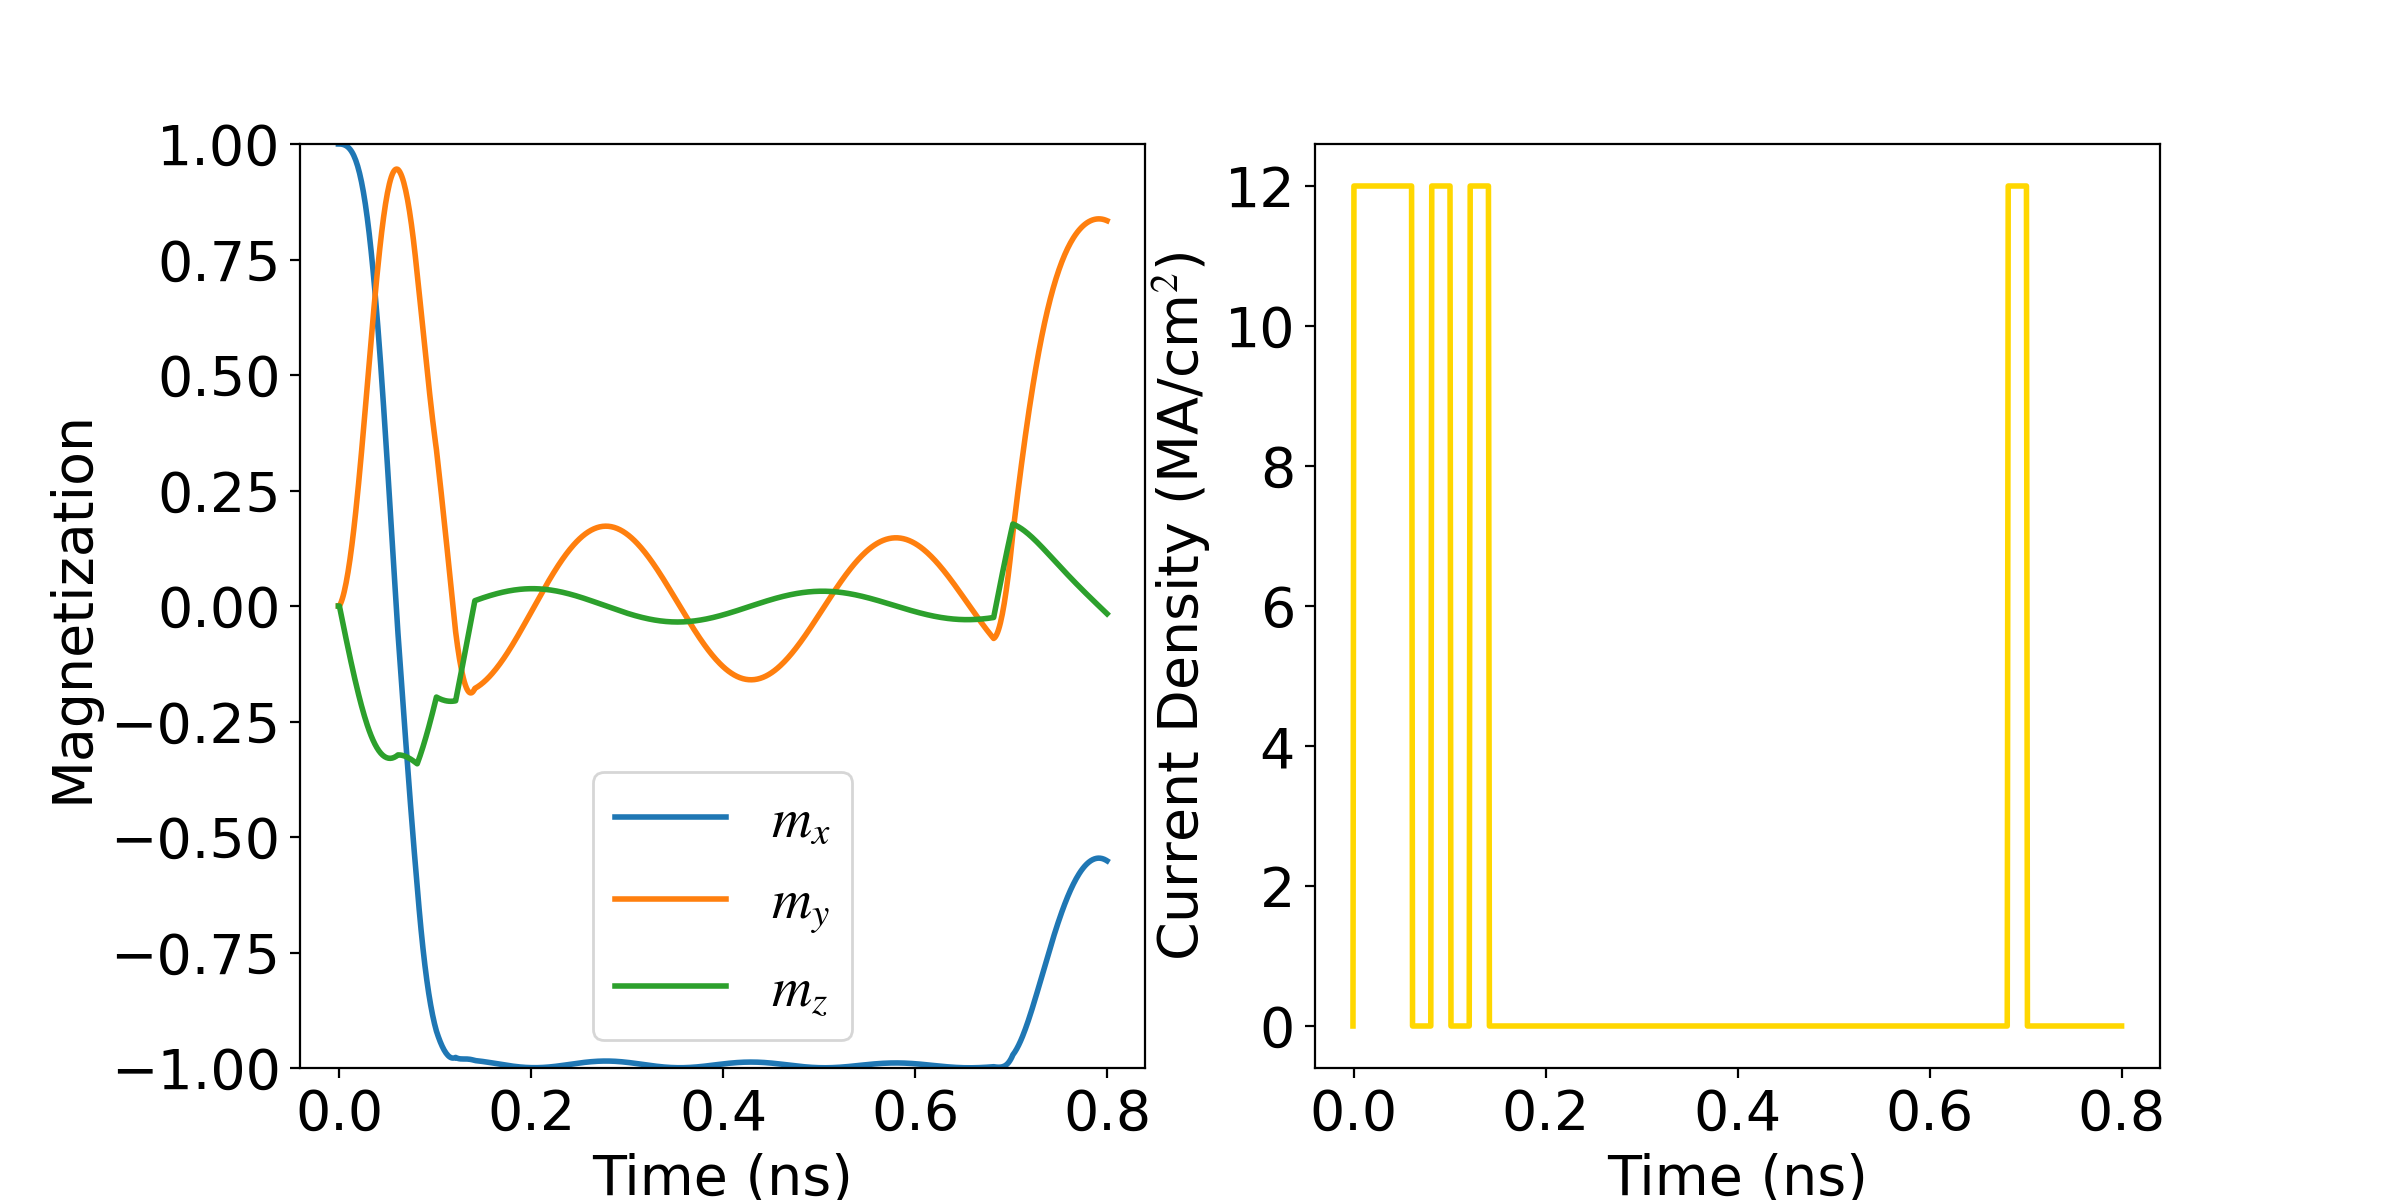 1.00
0.75
0.50
0.25
0.00
−0.25
−0.50
−0.75
−1.00
Magnetization
0.0 0.2 0.4 0.6 0.8
Time (ns)
m_x
m_y
m_z
12
10
8
6
4
2
0
Current Density (MA/cm²)
0.0 0.2 0.4 0.6 0.8
Time (ns)